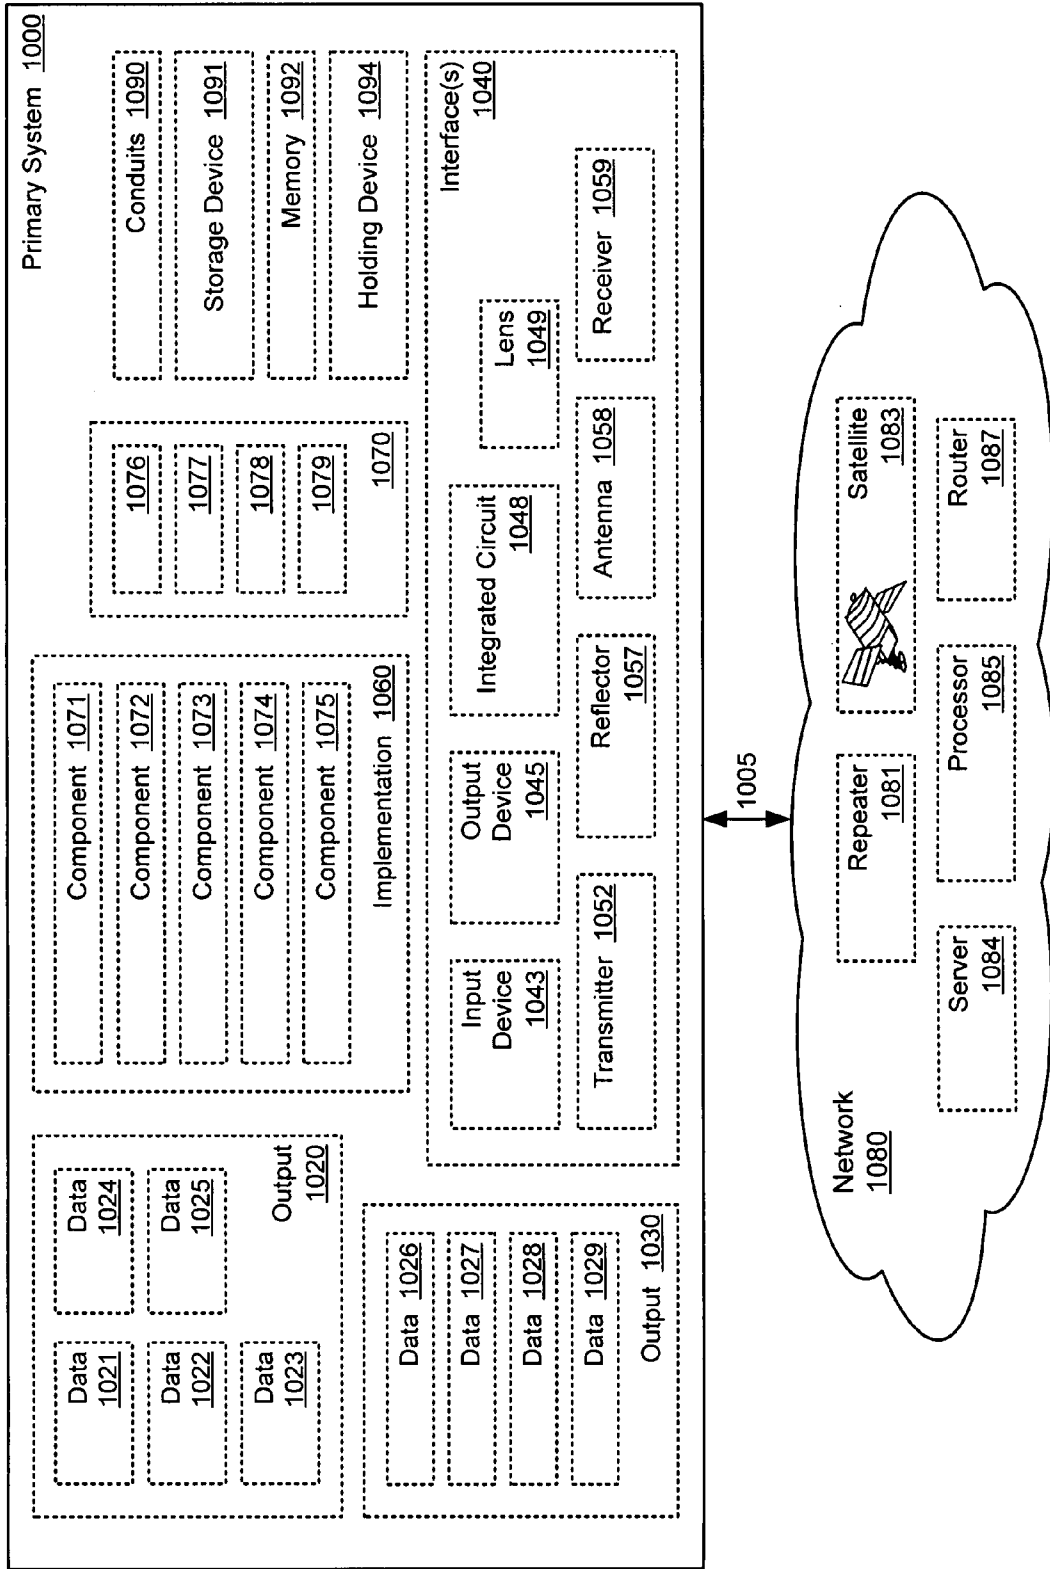 Primary System 1000
Data
1021
Data
1022
Data
1023
Data
1024
Data
1025
Output
1020
Data 1026
Data 1027
Data 1028
Data 1029
Output 1030
Component 1071
Component 1072
Component 1073
Component 1074
Component 1075
Implementation 1060
1076
1077
1078
1079
1070
Conduits 1090
Storage Device 1091
Memory 1092
Holding Device 1094
Interface(s)
1040
Input
Device
1043
Output
Device
1045
Integrated Circuit
1048
Lens
1049
Transmitter 1052
Reflector
1057
Antenna 1058
Receiver 1059
1005
Network
1080
Repeater
1081
Satellite
1083
Server
1084
Processor
1085
Router
1087